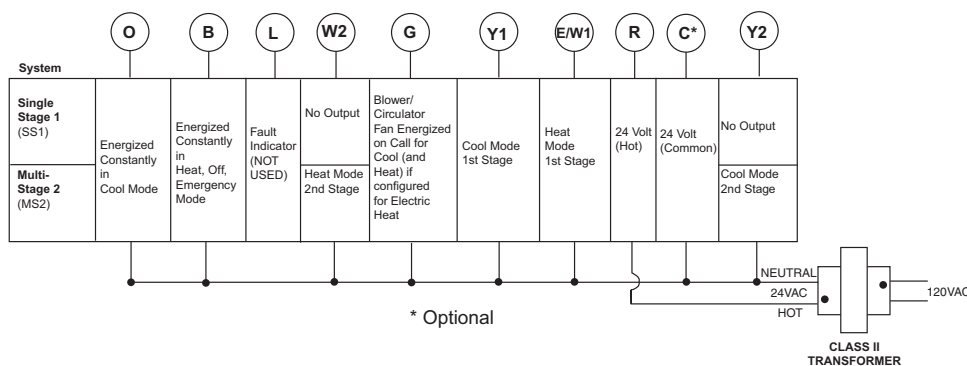 O B L W2 G Y1 E/W1 R C* Y2
System
Single
Stage 1
(SS1)
Multi-
Stage 2
(MS2)
Energized
Constantly
in
Cool Mode
Energized
Constantly
in
Heat, Off,
Emergency
Mode
Fault
Indicator
(NOT
USED)
No Output
Heat Mode
2nd Stage
Blower/
Circulator
Fan Energized
on Call for
Cool (and
Heat) if
configured
for Electric
Heat
Cool Mode
1st Stage
Heat
Mode
1st Stage
24 Volt
(Hot)
24 Volt
(Common)
No Output
Cool Mode
2nd Stage
NEUTRAL
24VAC
HOT
120VAC
* Optional
CLASS II
TRANSFORMER